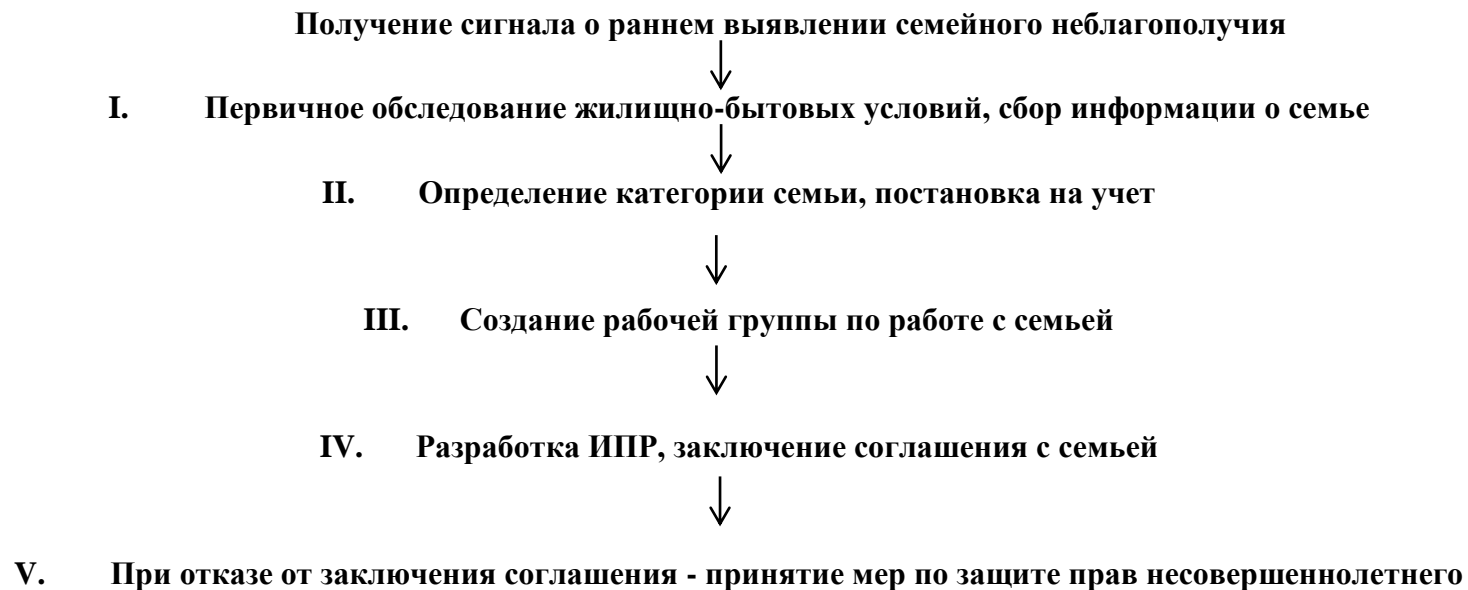 Получение сигнала о раннем выявлении семейного неблагополучия
I. Первичное обследование жилищно-бытовых условий, сбор информации о семье
II. Определение категории семьи, постановка на учет
III. Создание рабочей группы по работе с семьей
IV. Разработка ИПР, заключение соглашения с семьей
V. При отказе от заключения соглашения - принятие мер по защите прав несовершеннолетнего